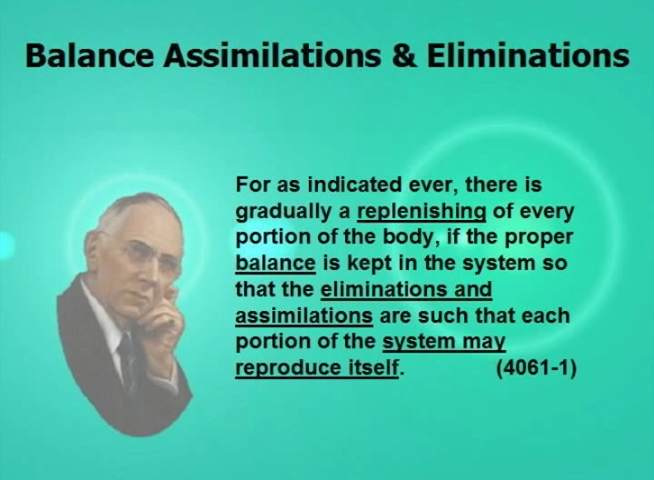 Balance Assimilations & Eliminations
For as indicated ever, there is
gradually a replenishing of every
portion of the body, if the proper
balance is kept in the system so
that the eliminations and
assimilations are such that each
portion of the system may
reproduce itself. (4061-1)